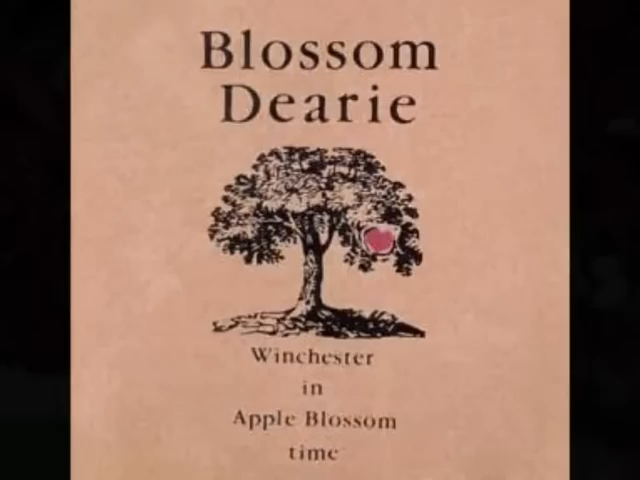 Blossom
Dearie
Winchester
in
Apple Blossom
time